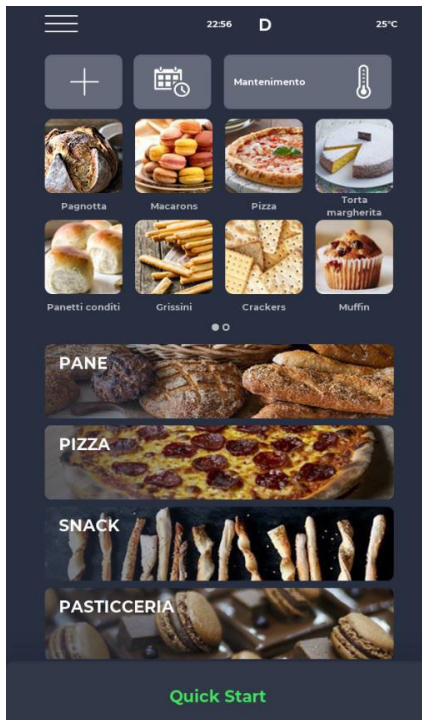 22:56 D 25°C
Mantenimento
Pagnotta Macarons Pizza Torta
margherita
Panetti conditi Grissini Crackers Muffin
PANE
PIZZA
SNACK
PASTICCERIA
Quick Start